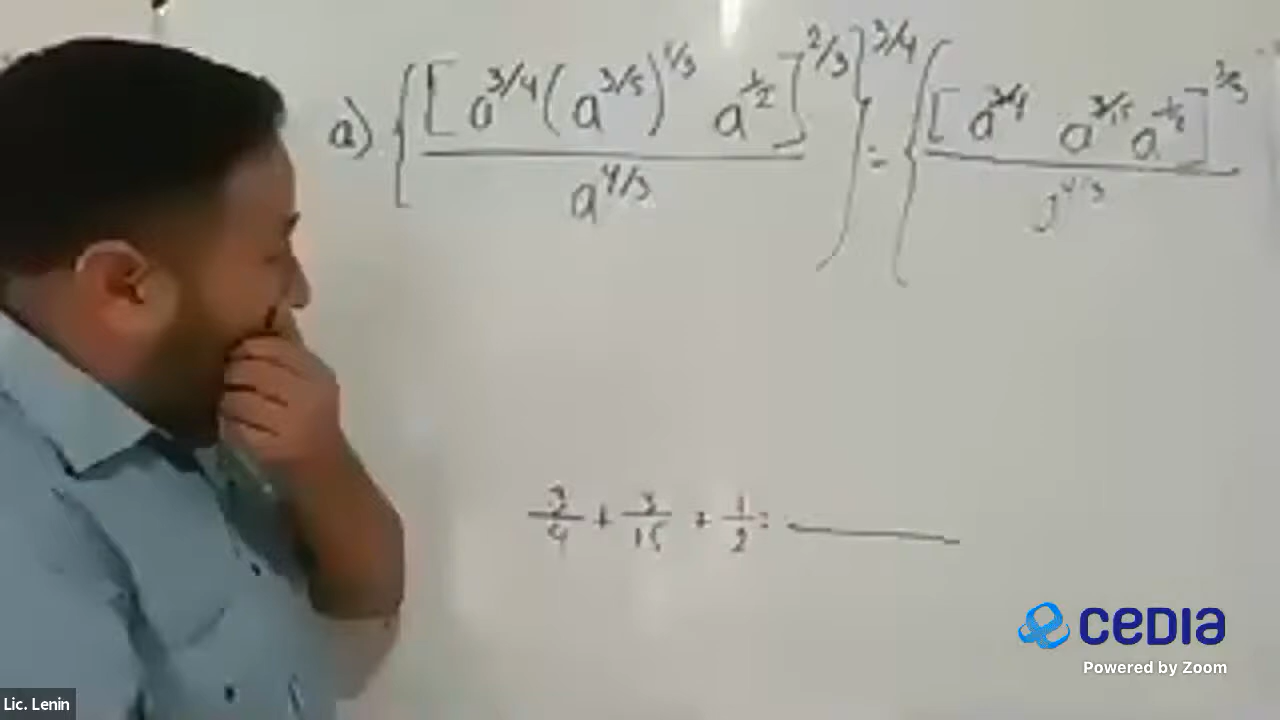 a) { [ a^3/4 (a^3/5)^1/3 a^1/2 ]^2/3 / a^4/3 }^3/4 = { [ a^3/4 a^3/15 a^1/2 ]^2/3 / a^4/3
3/4 + 3/15 + 1/2 =
CEDIA
Powered by Zoom
Lic. Lenin